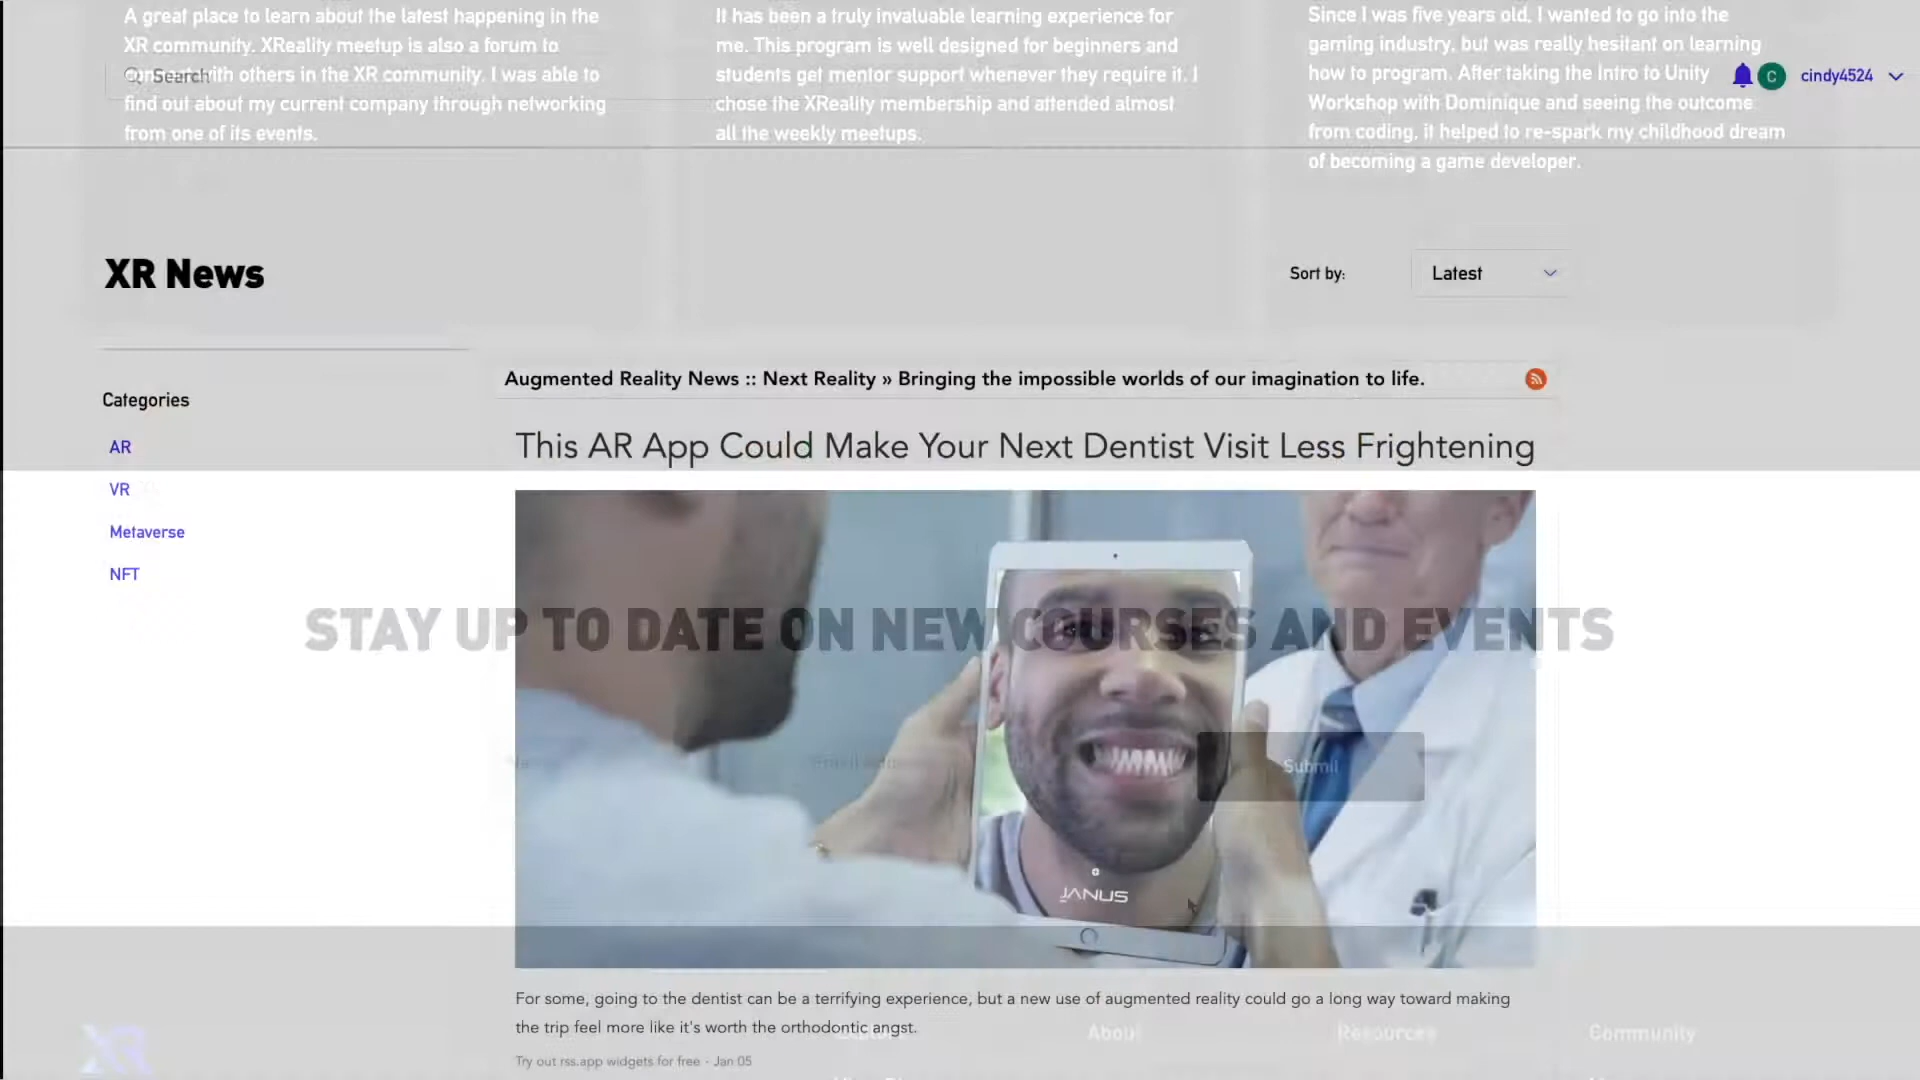 A great place to learn about the latest happening in the
XR community. XReality meetup is also a forum to
connect with others in the XR community. I was able to
find out about my current company through networking
from one of its events.
It has been a truly invaluable learning experience for
me. This program is well designed for beginners and
students get mentor support whenever they require it. I
chose the XReality membership and attended almost
all the weekly meetups.
Since I was five years old, I wanted to go into the
gaming industry, but was really hesitant on learning
how to program. After taking the Intro to Unity
Workshop with Dominique and seeing the outcome
from coding, it helped to re-spark my childhood dream
of becoming a game developer.
Search
C cindy4524
XR News
Sort by: Latest
Categories
AR
VR
Metaverse
NFT
Augmented Reality News :: Next Reality » Bringing the impossible worlds of our imagination to life.
This AR App Could Make Your Next Dentist Visit Less Frightening
STAY UP TO DATE ON NEW COURSES AND EVENTS
Submit
JANUS
For some, going to the dentist can be a terrifying experience, but a new use of augmented reality could go a long way toward making
the trip feel more like it's worth the orthodontic angst.
Try out rss.app widgets for free - Jan 05
XR
About
Resources
Community